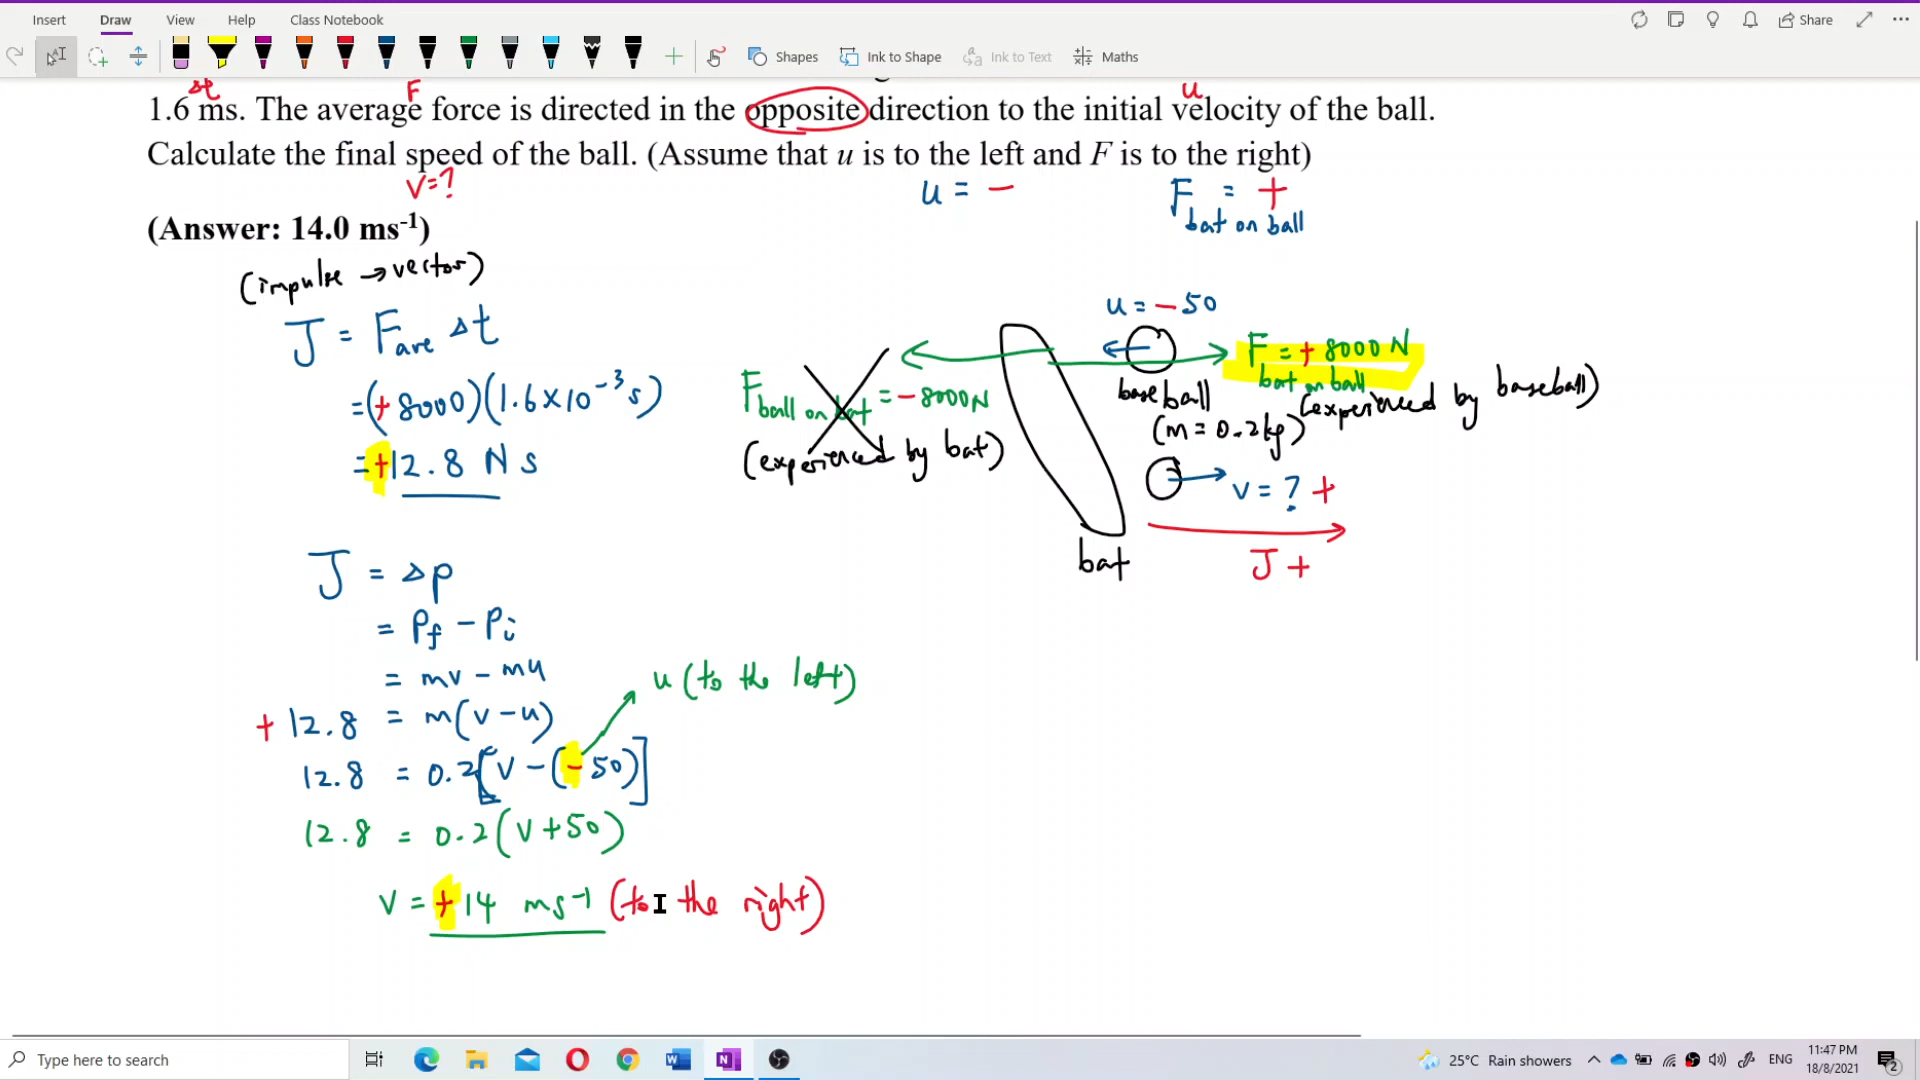 Insert Draw View Help Class Notebook Share
Shapes Ink to Shape Ink to Text Maths
Δt F u
1.6 ms. The average force is directed in the opposite direction to the initial velocity of the ball.
Calculate the final speed of the ball. (Assume that u is to the left and F is to the right)
v=?
u = −
F bat on ball = +
(Answer: 14.0 ms-1)
(impulse → vector)
J = Fave Δt
=(+8000)(1.6×10⁻³s)
=+12.8 N s
u = −50
F bat on ball = +8000 N
(experienced by baseball)
F ball on bat = −8000N
(experienced by bat)
baseball
(m = 0.2kg)
v = ? +
J +
bat
J = Δp
= Pf − Pi
= mv − mu
u (to the left)
+ 12.8 = m(v−u)
12.8 = 0.2[v−(−50)]
12.8 = 0.2(v+50)
v = +14 ms⁻¹ (to the right)
Type here to search
25°C Rain showers
ENG
11:47 PM
18/8/2021
2